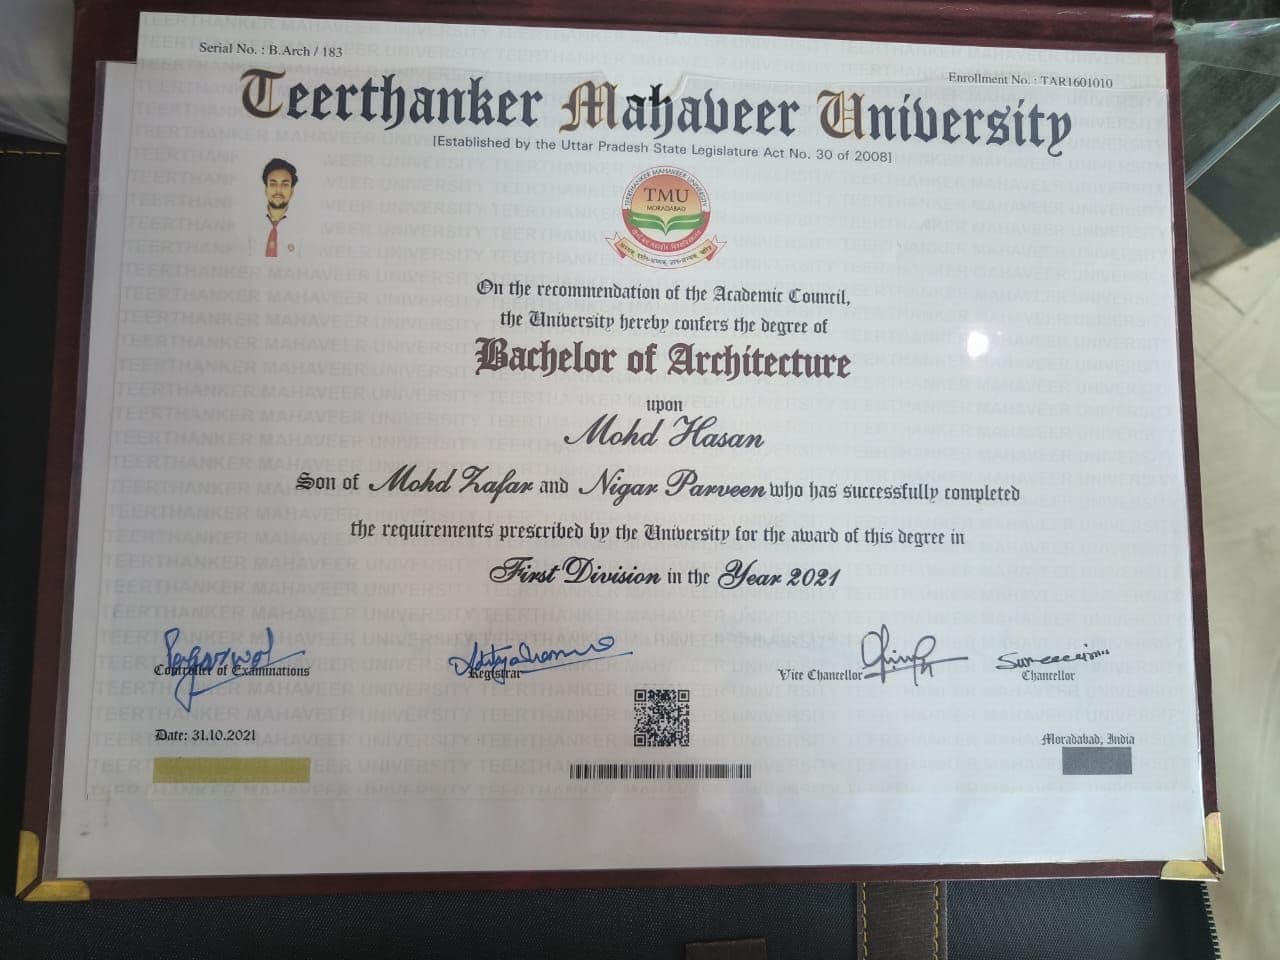 Serial No. : B.Arch / 183
Enrollment No. : TAR1601010
Teerthanker Mahaveer University
[Established by the Uttar Pradesh State Legislature Act No. 30 of 2008]
TEERTHANKER MAHAVEER UNIVERSITY
TMU
MORADABAD
On the recommendation of the Academic Council,
the University hereby confers the degree of
Bachelor of Architecture
upon
Mohd Hasan
Son of Mohd Zafar and Nigar Parveen who has successfully completed
the requirements prescribed by the University for the award of this degree in
First Division in the Year 2021
Controller of Examinations
Registrar
Vice Chancellor
Chancellor
Date: 31.10.2021
Moradabad, India